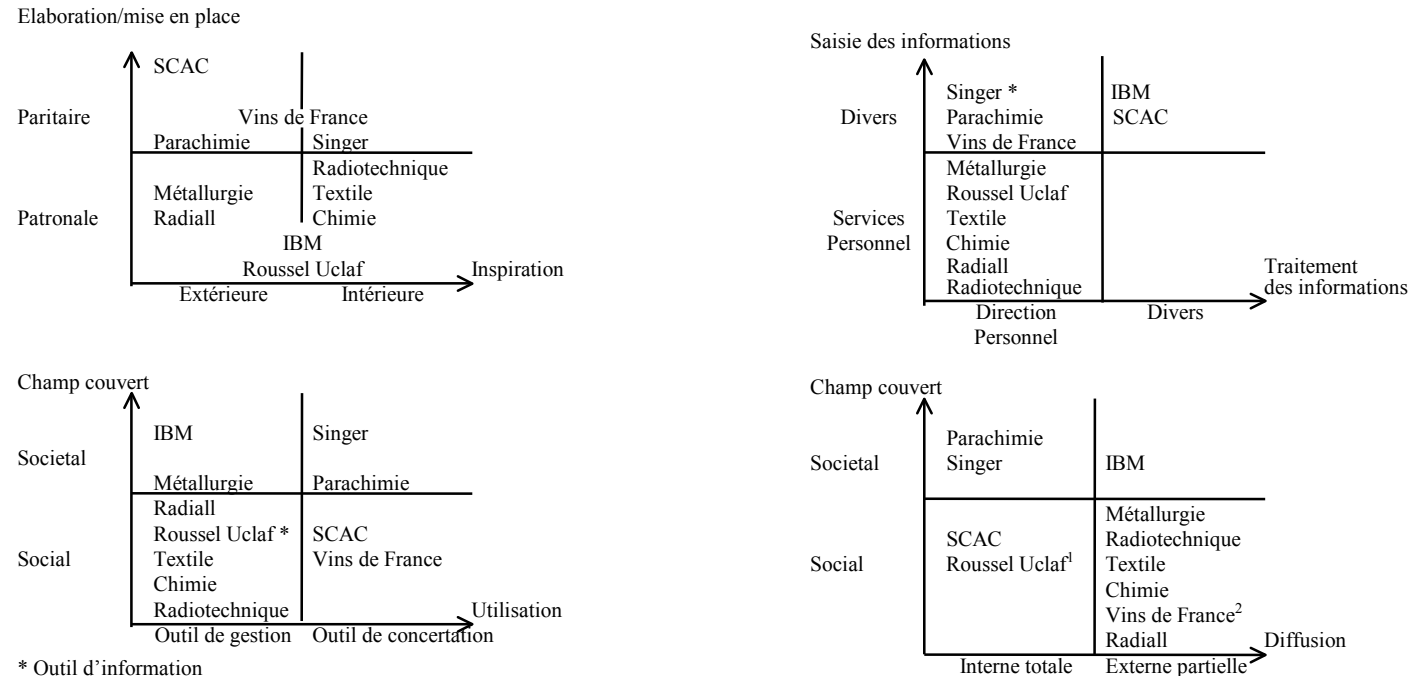 Elaboration/mise en place
SCAC
Paritaire
Vins de France
Parachimie
Singer
Radiotechnique
Métallurgie
Textile
Patronale
Radiall
Chimie
IBM
Roussel Uclaf
Inspiration
Extérieure
Intérieure
Saisie des informations
Singer *
IBM
Divers
Parachimie
SCAC
Vins de France
Métallurgie
Roussel Uclaf
Services
Personnel
Textile
Chimie
Radiall
Radiotechnique
Traitement
des informations
Direction
Personnel
Divers
Champ couvert
IBM
Singer
Societal
Métallurgie
Parachimie
Radiall
Roussel Uclaf *
SCAC
Social
Textile
Vins de France
Chimie
Radiotechnique
Utilisation
Outil de gestion
Outil de concertation
* Outil d’information
Champ couvert
Parachimie
Societal
Singer
IBM
Métallurgie
SCAC
Radiotechnique
Social
Roussel Uclaf1
Textile
Chimie
Vins de France2
Radiall
Diffusion
Interne totale
Externe partielle